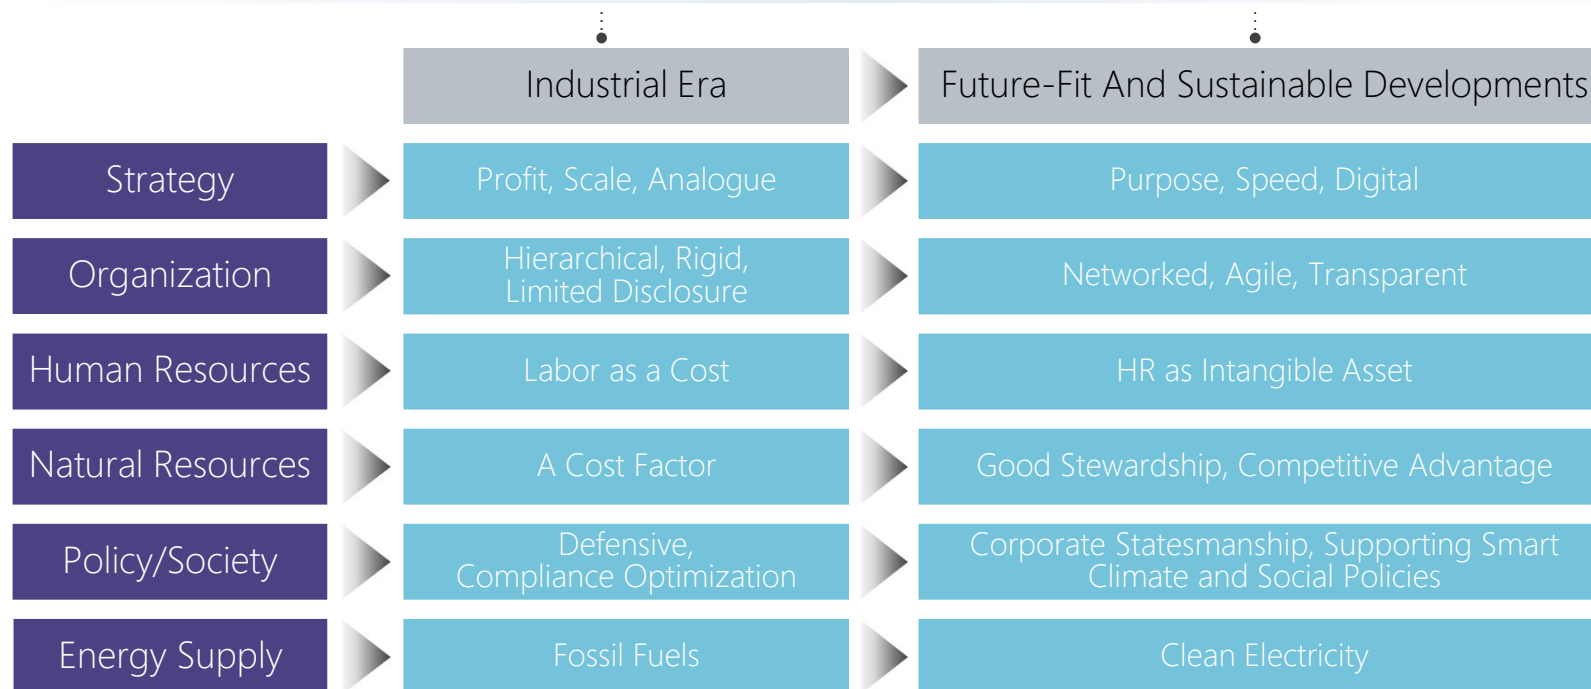 Industrial Era
Future-Fit And Sustainable Developments
Strategy
Profit, Scale, Analogue
Purpose, Speed, Digital
Organization
Hierarchical, Rigid,
Limited Disclosure
Networked, Agile, Transparent
Human Resources
Labor as a Cost
HR as Intangible Asset
Natural Resources
A Cost Factor
Good Stewardship, Competitive Advantage
Policy/Society
Defensive,
Compliance Optimization
Corporate Statesmanship, Supporting Smart
Climate and Social Policies
Energy Supply
Fossil Fuels
Clean Electricity